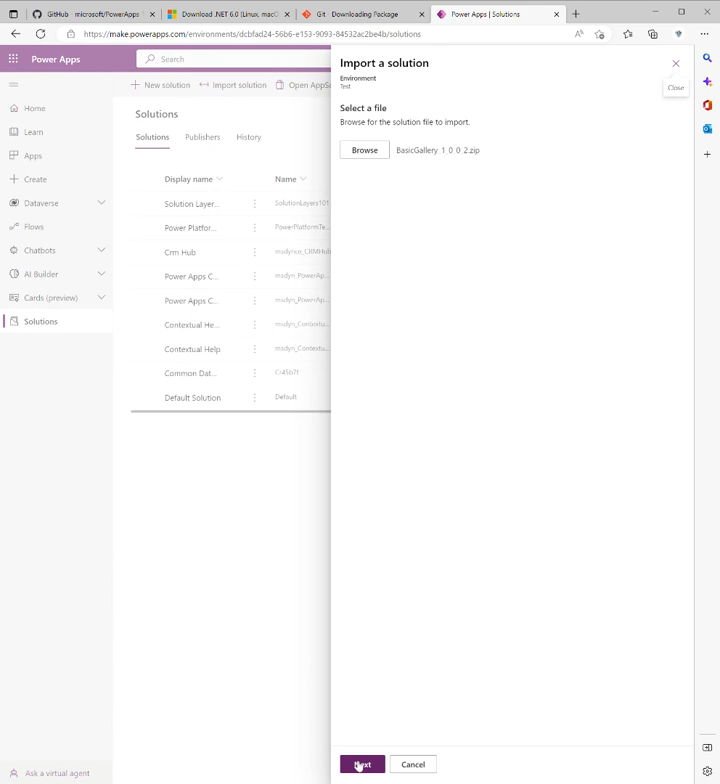 GitHub - microsoft/PowerApps
Download .NET 6.0 (Linux, macO
Git - Downloading Package
Power Apps | Solutions
https://make.powerapps.com/environments/dcbfad24-56b6-e153-9093-84532ac2be4b/solutions
Power Apps
Search
Home
Learn
Apps
Create
Dataverse
Flows
Chatbots
AI Builder
Cards (preview)
Solutions
Ask a virtual agent
New solution
Import solution
Open AppSo
Solutions
Solutions Publishers History
Display name Name
Solution Layer... SolutionLayers101
Power Platfor... PowerPlatformTe...
Crm Hub msdynce_CRMHub
Power Apps C... msdyn_PowerAp...
Power Apps C... msdyn_PowerAp...
Contextual He... msdyn_Contextu...
Contextual Help msdyn_Contextu...
Common Dat... Cr4567f
Default Solution Default
Import a solution
Close
Environment
Test
Select a file
Browse for the solution file to import.
Browse BasicGallery_1_0_0_2.zip
Next Cancel